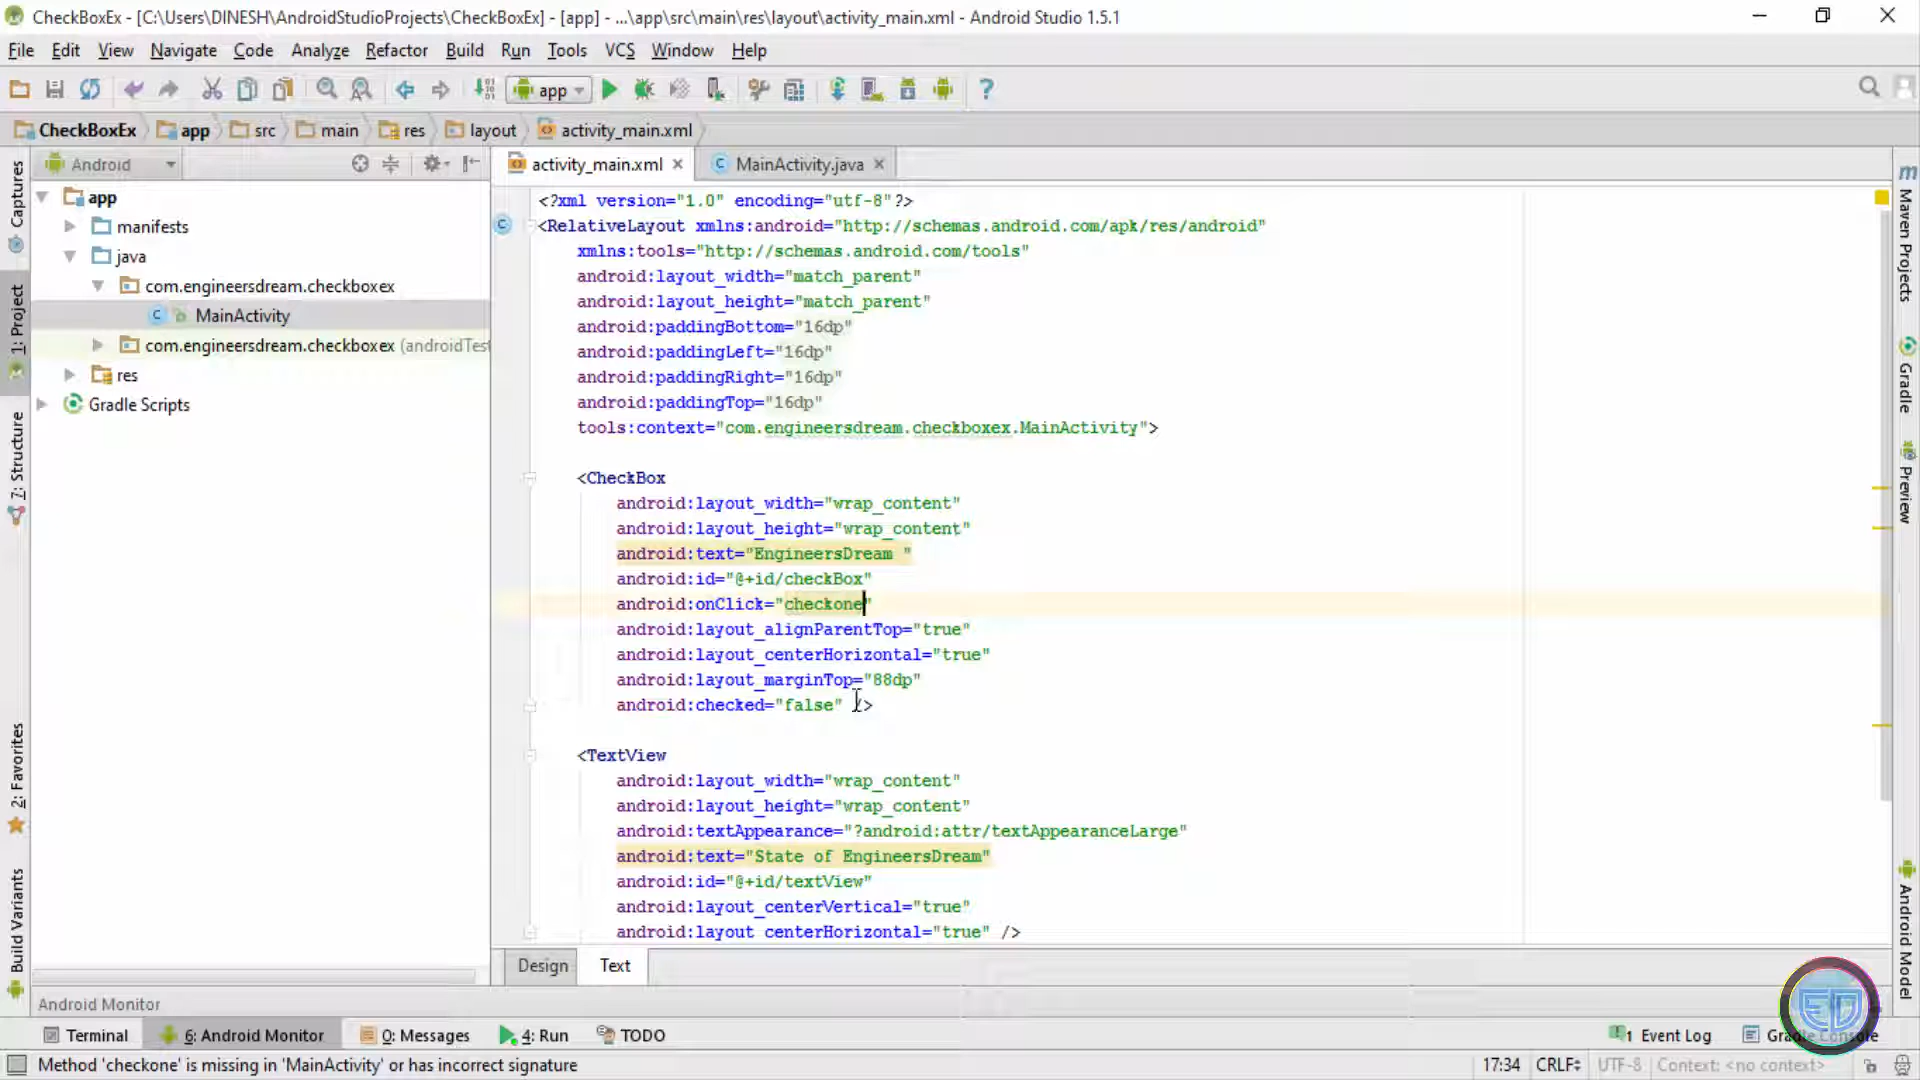 CheckBoxEx - [C:\Users\DINESH\AndroidStudioProjects\CheckBoxEx] - [app] - ...\app\src\main\res\layout\activity_main.xml - Android Studio 1.5.1
File Edit View Navigate Code Analyze Refactor Build Run Tools VCS Window Help
app
CheckBoxEx app src main res layout activity_main.xml
Android
activity_main.xml MainActivity.java
app
manifests
java
com.engineersdream.checkboxex
MainActivity
com.engineersdream.checkboxex (androidTest
res
Gradle Scripts
<?xml version="1.0" encoding="utf-8"?>
<RelativeLayout xmlns:android="http://schemas.android.com/apk/res/android"
xmlns:tools="http://schemas.android.com/tools"
android:layout_width="match_parent"
android:layout_height="match_parent"
android:paddingBottom="16dp"
android:paddingLeft="16dp"
android:paddingRight="16dp"
android:paddingTop="16dp"
tools:context="com.engineersdream.checkboxex.MainActivity">
<CheckBox
android:layout_width="wrap_content"
android:layout_height="wrap_content"
android:text="EngineersDream "
android:id="@+id/checkBox"
android:onClick="checkone"
android:layout_alignParentTop="true"
android:layout_centerHorizontal="true"
android:layout_marginTop="88dp"
android:checked="false" />
<TextView
android:layout_width="wrap_content"
android:layout_height="wrap_content"
android:textAppearance="?android:attr/textAppearanceLarge"
android:text="State of EngineersDream"
android:id="@+id/textView"
android:layout_centerVertical="true"
android:layout_centerHorizontal="true" />
Design Text
Captures
1: Project
7: Structure
2: Favorites
Build Variants
Maven Projects
Gradle
Preview
Android Model
Android Monitor
Terminal 6: Android Monitor 0: Messages 4: Run TODO 1 Event Log Gradle Console
Method 'checkone' is missing in 'MainActivity' or has incorrect signature 17:34 CRLF UTF-8 Context: <no context>
ED